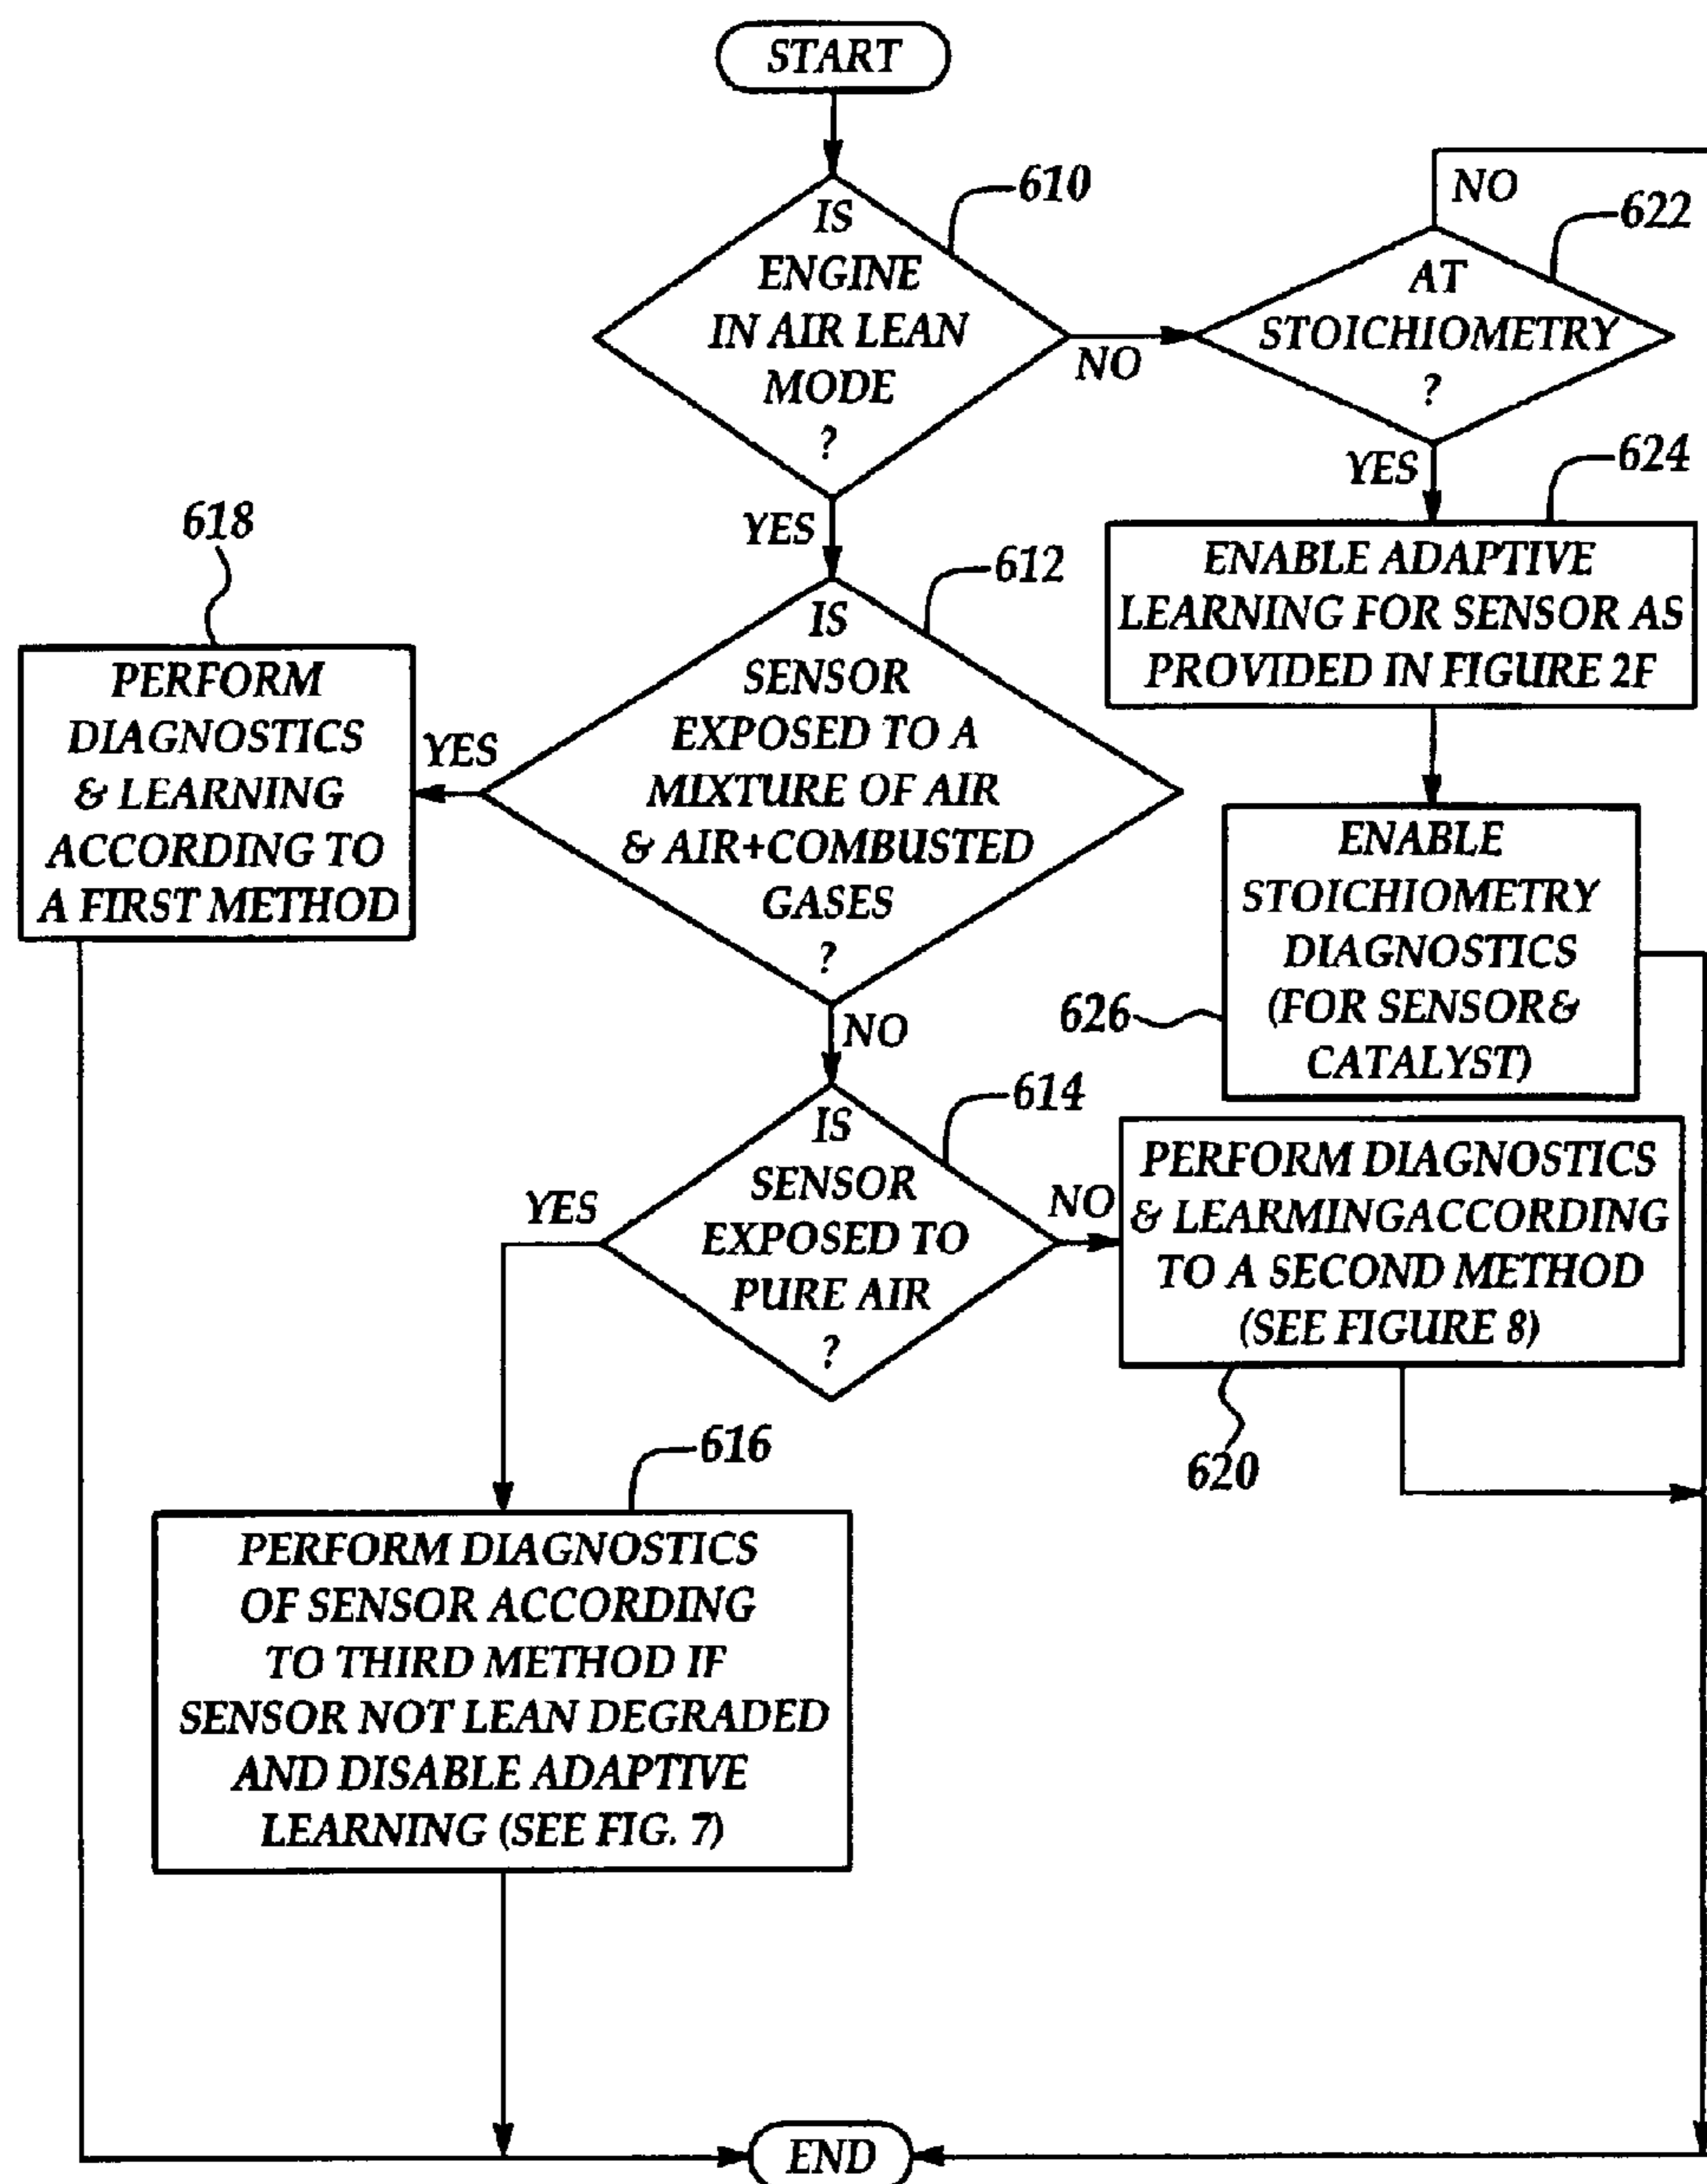 START
610
IS
ENGINE
IN AIR LEAN
MODE
?
NO
NO
622
AT
STOICHIOMETRY
?
YES
624
ENABLE ADAPTIVE
LEARNING FOR SENSOR AS
PROVIDED IN FIGURE 2F
YES
618
PERFORM
DIAGNOSTICS
& LEARNING
ACCORDING TO
A FIRST METHOD
YES
612
IS
SENSOR
EXPOSED TO A
MIXTURE OF AIR
& AIR+COMBUSTED
GASES
?
NO
ENABLE
STOICHIOMETRY
DIAGNOSTICS
(FOR SENSOR&
CATALYST)
626
614
IS
SENSOR
EXPOSED TO
PURE AIR
?
YES
NO
PERFORM DIAGNOSTICS
& LEARMINGACCORDING
TO A SECOND METHOD
(SEE FIGURE 8)
620
616
PERFORM DIAGNOSTICS
OF SENSOR ACCORDING
TO THIRD METHOD IF
SENSOR NOT LEAN DEGRADED
AND DISABLE ADAPTIVE
LEARNING (SEE FIG. 7)
END